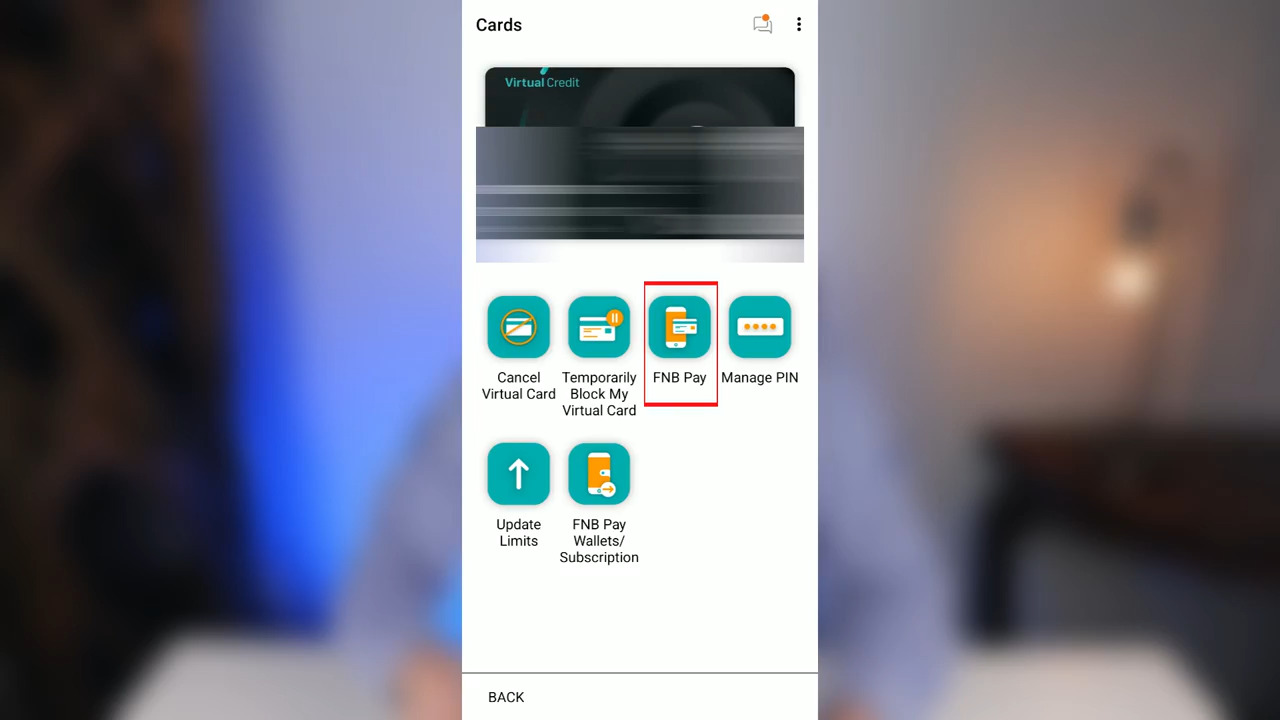 Cards
Virtual Credit
Cancel
Virtual Card
Temporarily
Block My
Virtual Card
FNB Pay
Manage PIN
Update
Limits
FNB Pay
Wallets/
Subscription
BACK